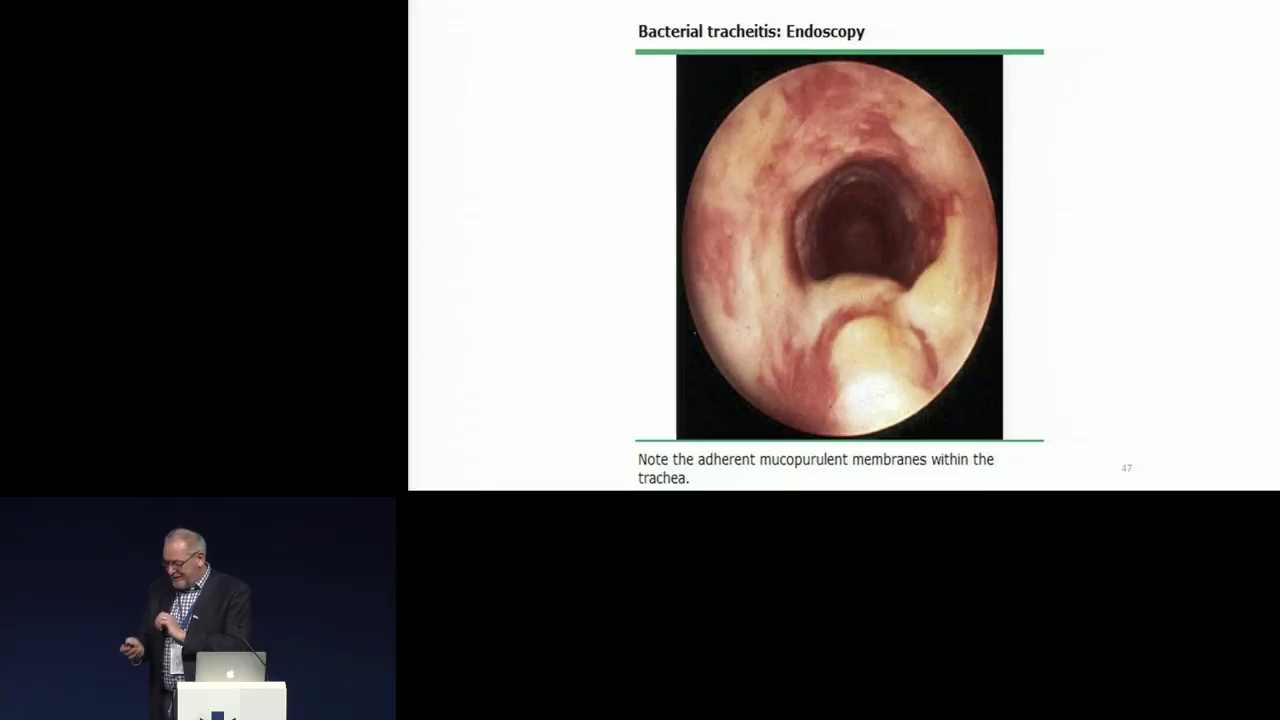 Bacterial tracheitis: Endoscopy
Note the adherent mucopurulent membranes within the
trachea.
47